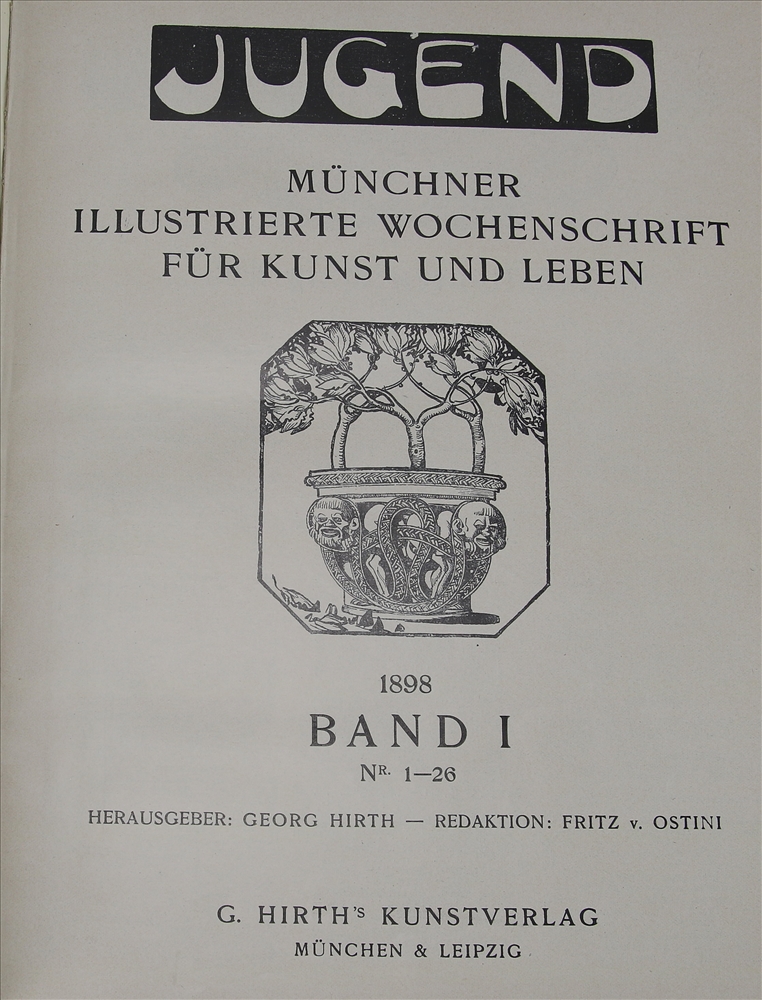 JUGEND
MÜNCHNER
ILLUSTRIERTE WOCHENSCHRIFT
FÜR KUNST UND LEBEN
1898
BAND I
NR. 1—26
HERAUSGEBER: GEORG HIRTH — REDAKTION: FRITZ v. OSTINI
G. HIRTH'S KUNSTVERLAG
MÜNCHEN & LEIPZIG